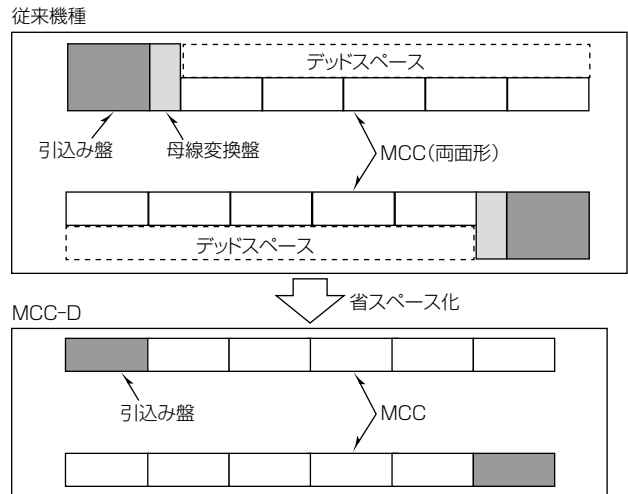 従来機種
デッドスペース
引込み盤
母線変換盤
MCC(両面形)
デッドスペース
省スペース化
MCC-D
引込み盤
MCC